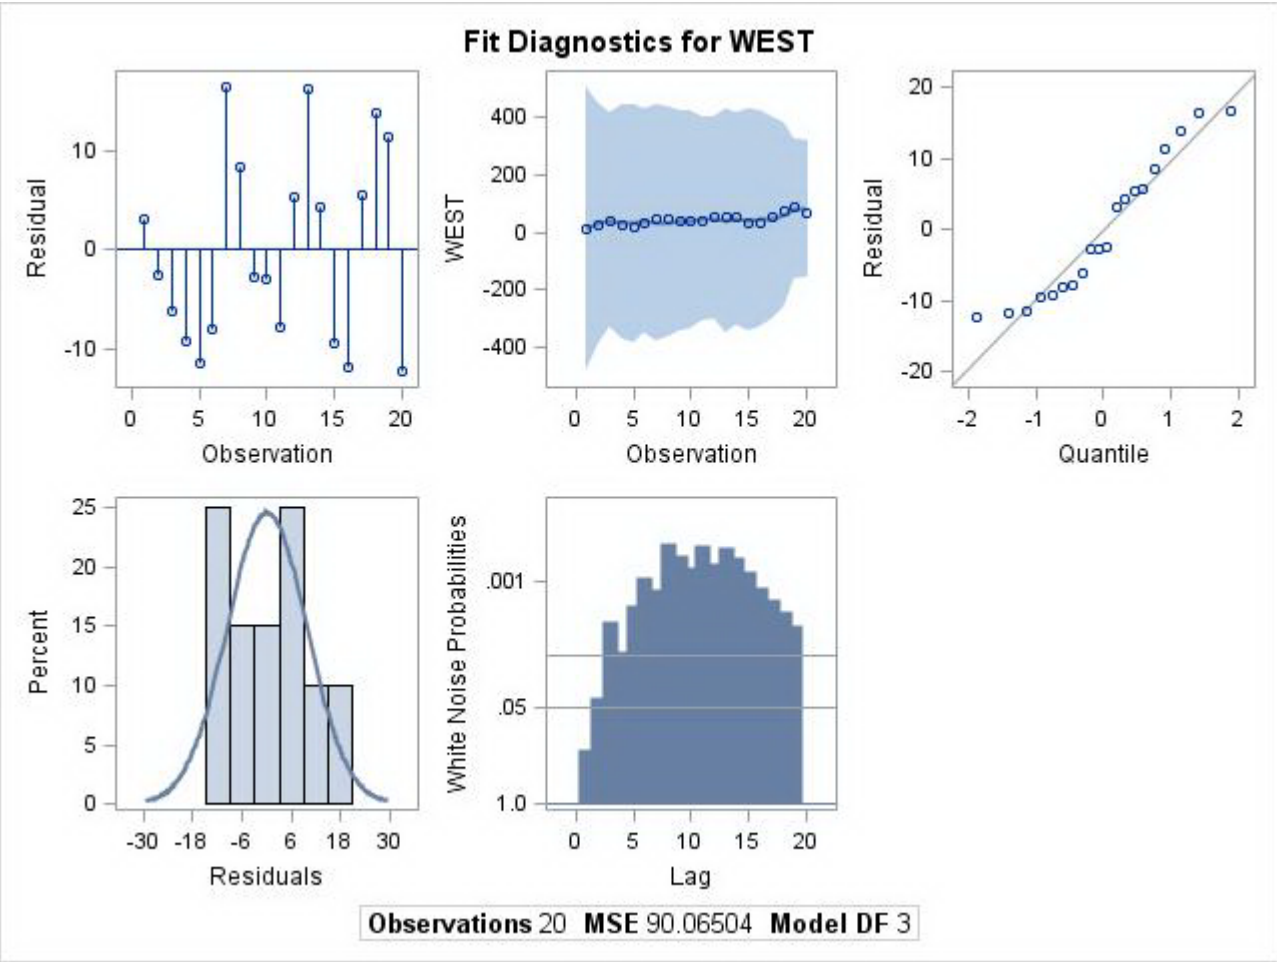 Fit Diagnostics for WEST
Residual
10
0
-10
0 5 10 15 20
Observation
WEST
400
200
0
-200
-400
0 5 10 15 20
Observation
Residual
20
10
0
-10
-20
-2 -1 0 1 2
Quantile
Percent
25
20
15
10
5
0
-30 -18 -6 6 18 30
Residuals
White Noise Probabilities
.001
.05
1.0
0 5 10 15 20
Lag
Observations 20 MSE 90.06504 Model DF 3